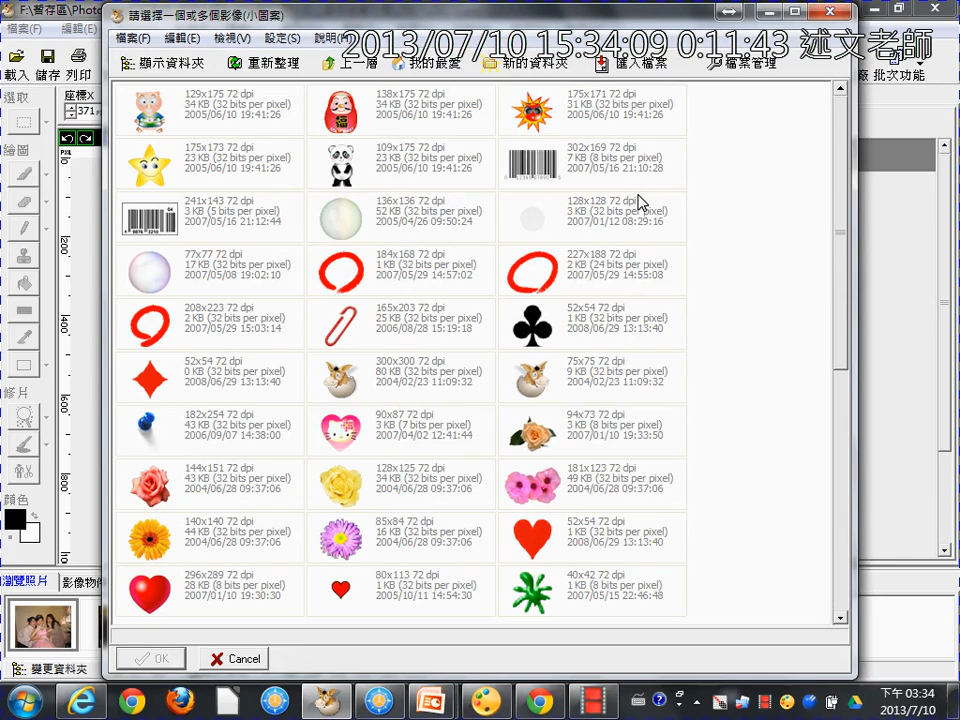 F:\暫存區\Photo
請選擇一個或多個影像(小圖案)
檔案(F) 編輯(E) 檢視(V) 設定(S) 說明(H)
檔案(F) 編輯(E)
2013/07/10 15:34:09 0:11:43 述文老師
顯示資料夾 重新整理 上一層 我的最愛 新的資料夾 匯入檔案 檔案管理
載入 儲存 列印
批次功能
選取
座標X
371
繪圖
修片
顏色
129x175 72 dpi
34 KB (32 bits per pixel)
2005/06/10 19:41:26
138x175 72 dpi
34 KB (32 bits per pixel)
2005/06/10 19:41:26
175x171 72 dpi
31 KB (32 bits per pixel)
2005/06/10 19:41:26
175x173 72 dpi
23 KB (32 bits per pixel)
2005/06/10 19:41:26
109x175 72 dpi
23 KB (32 bits per pixel)
2005/06/10 19:41:26
302x169 72 dpi
7 KB (8 bits per pixel)
2007/05/16 21:10:28
241x143 72 dpi
3 KB (5 bits per pixel)
2007/05/16 21:12:44
136x136 72 dpi
52 KB (32 bits per pixel)
2005/04/26 09:50:24
128x128 72 dpi
3 KB (32 bits per pixel)
2007/01/12 08:29:16
77x77 72 dpi
17 KB (32 bits per pixel)
2007/05/08 19:02:10
184x168 72 dpi
1 KB (32 bits per pixel)
2007/05/29 14:57:02
227x188 72 dpi
2 KB (24 bits per pixel)
2007/05/29 14:55:08
208x223 72 dpi
2 KB (32 bits per pixel)
2007/05/29 15:03:14
165x203 72 dpi
25 KB (32 bits per pixel)
2006/08/28 15:19:18
52x54 72 dpi
1 KB (32 bits per pixel)
2008/06/29 13:13:40
52x54 72 dpi
0 KB (32 bits per pixel)
2008/06/29 13:13:40
300x300 72 dpi
80 KB (32 bits per pixel)
2004/02/23 11:09:32
75x75 72 dpi
9 KB (32 bits per pixel)
2004/02/23 11:09:32
182x254 72 dpi
43 KB (32 bits per pixel)
2006/09/07 14:38:00
90x87 72 dpi
3 KB (7 bits per pixel)
2007/04/02 12:41:44
94x73 72 dpi
3 KB (8 bits per pixel)
2007/01/10 19:33:50
144x151 72 dpi
43 KB (32 bits per pixel)
2004/06/28 09:37:06
128x125 72 dpi
34 KB (32 bits per pixel)
2004/06/28 09:37:06
181x123 72 dpi
49 KB (32 bits per pixel)
2004/06/28 09:37:06
140x140 72 dpi
44 KB (32 bits per pixel)
2004/06/28 09:37:06
85x84 72 dpi
16 KB (32 bits per pixel)
2004/06/28 09:37:06
52x54 72 dpi
1 KB (32 bits per pixel)
2008/06/29 13:13:40
296x289 72 dpi
28 KB (8 bits per pixel)
2007/01/10 19:30:30
80x113 72 dpi
1 KB (32 bits per pixel)
2005/10/11 14:54:30
40x42 72 dpi
1 KB (8 bits per pixel)
2007/05/15 22:46:48
瀏覽照片 影像物件
OK Cancel
變更資料夾
下午 03:34
2013/7/10